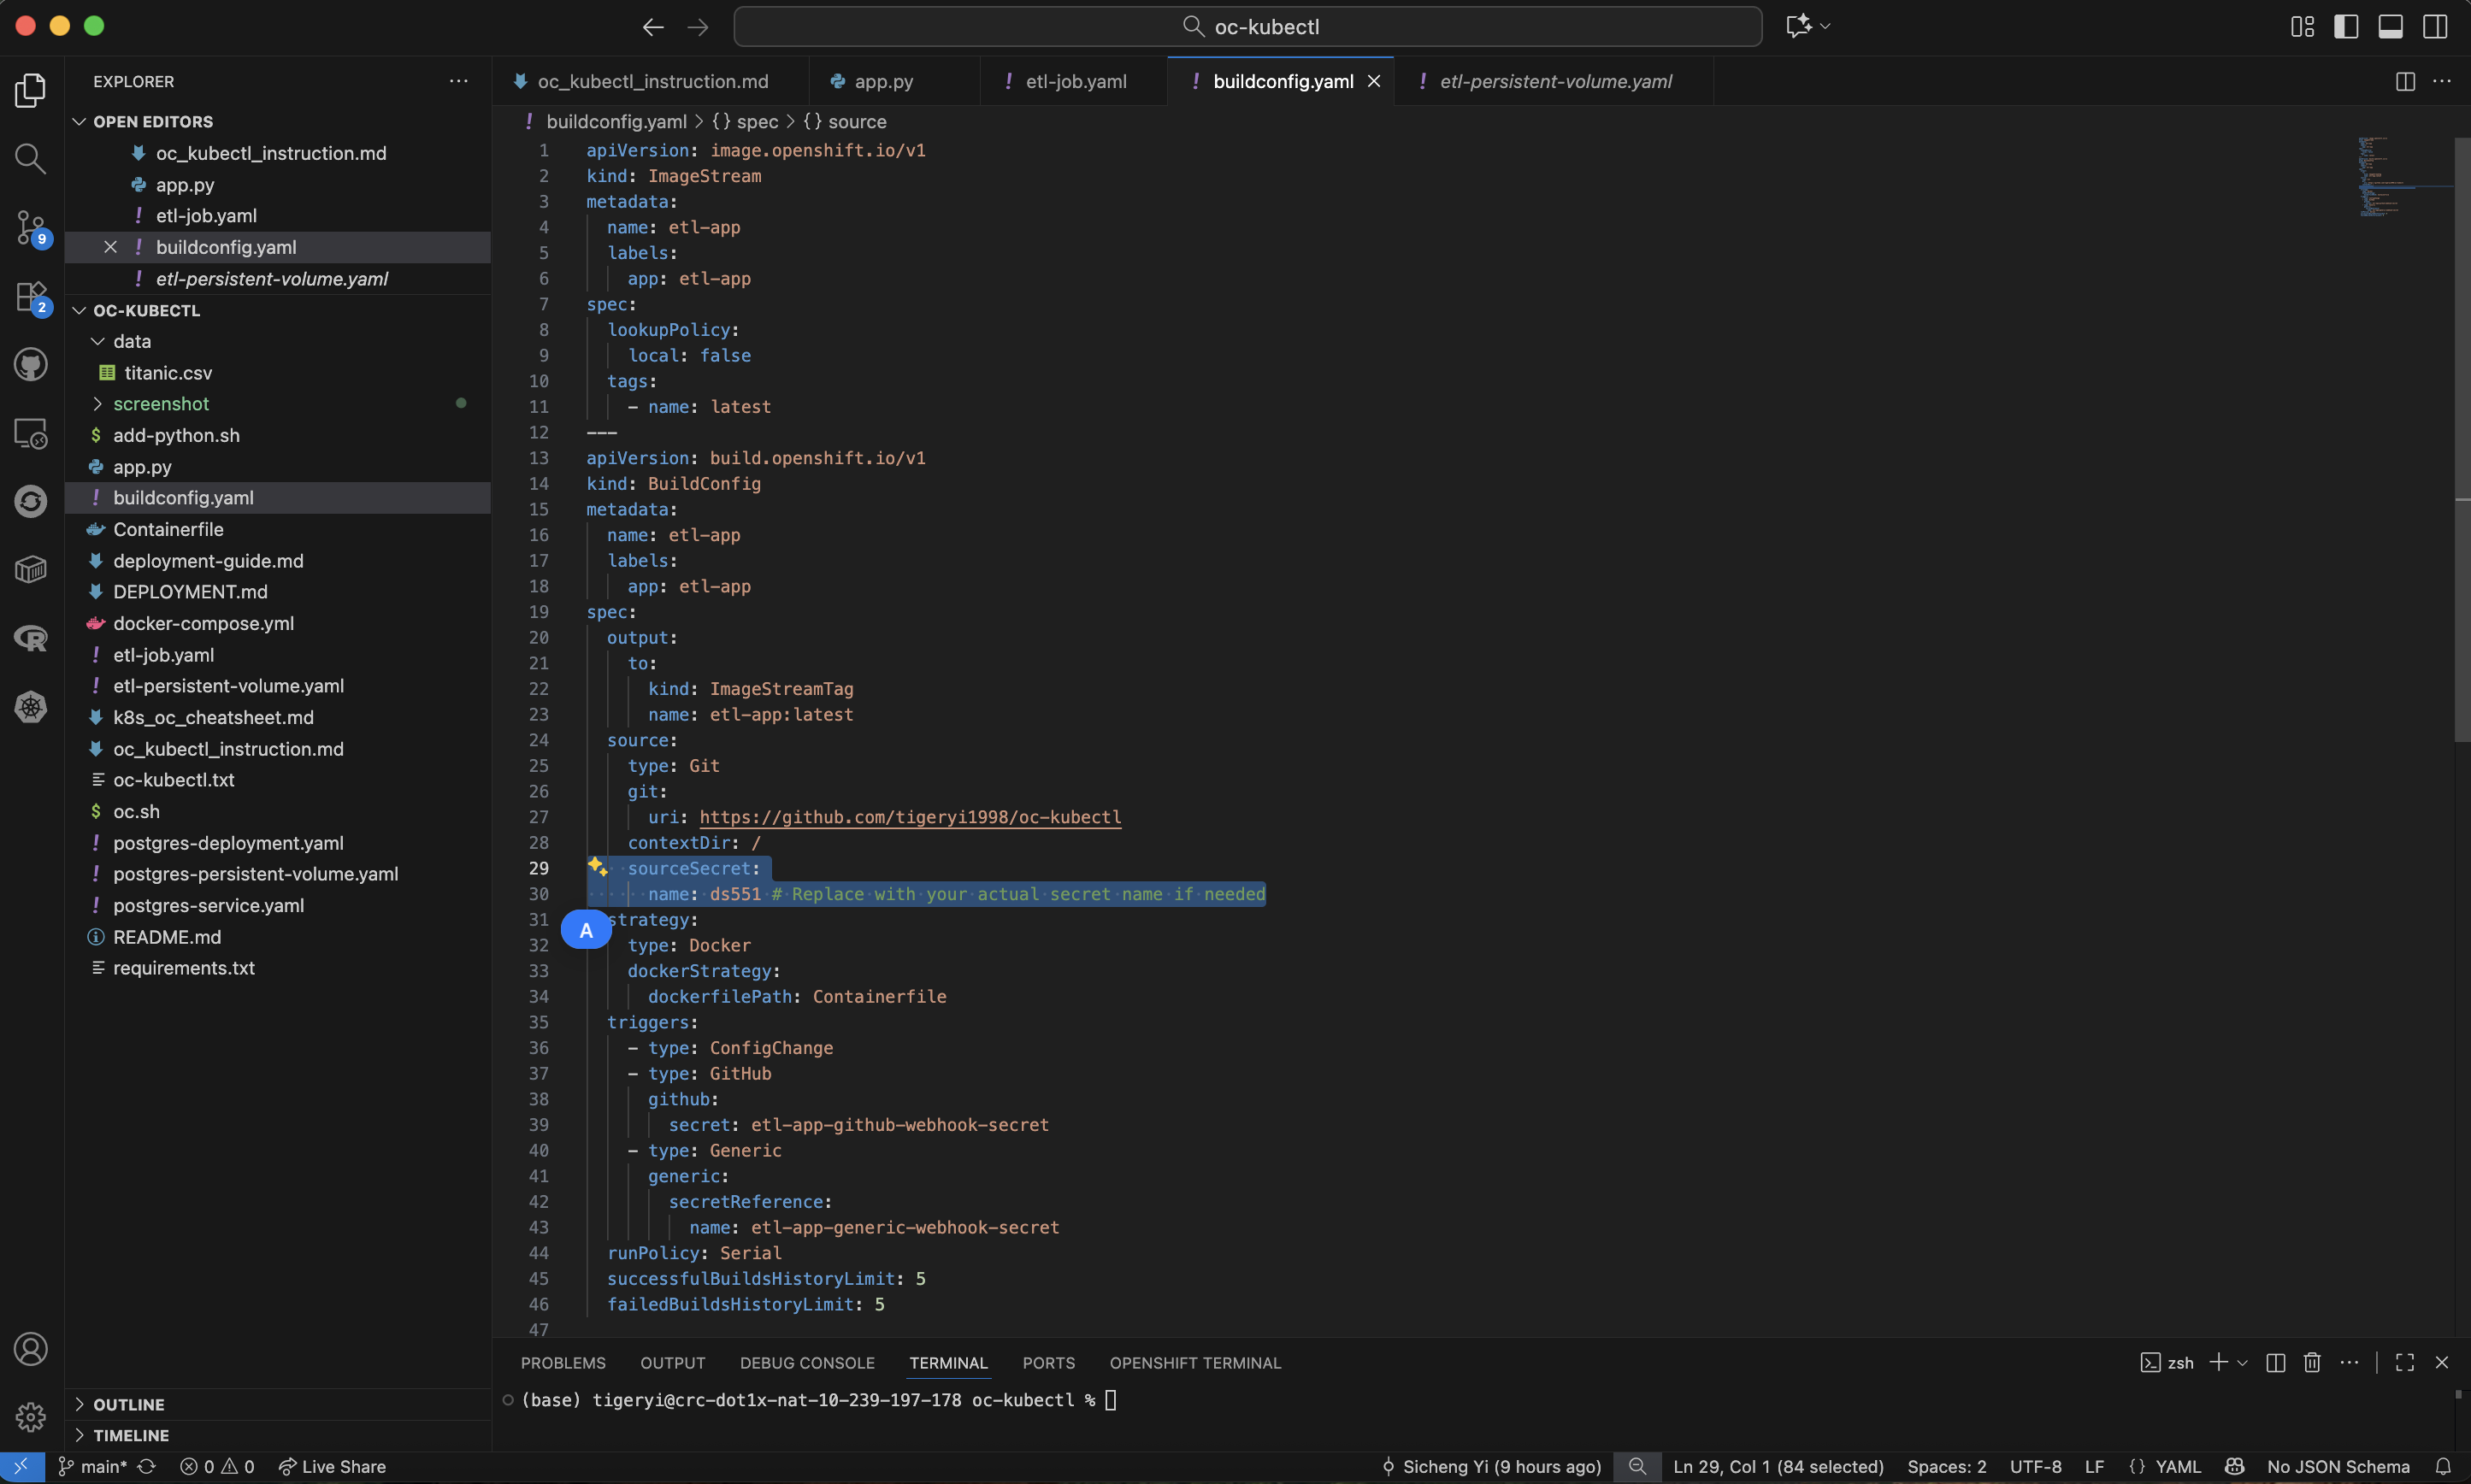 oc-kubectl
EXPLORER
OPEN EDITORS
oc_kubectl_instruction.md
app.py
etl-job.yaml
buildconfig.yaml
etl-persistent-volume.yaml
OC-KUBECTL
data
titanic.csv
screenshot
add-python.sh
app.py
buildconfig.yaml
Containerfile
deployment-guide.md
DEPLOYMENT.md
docker-compose.yml
etl-job.yaml
etl-persistent-volume.yaml
k8s_oc_cheatsheet.md
oc_kubectl_instruction.md
oc-kubectl.txt
oc.sh
postgres-deployment.yaml
postgres-persistent-volume.yaml
postgres-service.yaml
README.md
requirements.txt
OUTLINE
TIMELINE
9
2
oc_kubectl_instruction.md app.py etl-job.yaml buildconfig.yaml etl-persistent-volume.yaml
buildconfig.yaml > {} spec > {} source
1 apiVersion: image.openshift.io/v1
2 kind: ImageStream
3 metadata:
4 name: etl-app
5 labels:
6 app: etl-app
7 spec:
8 lookupPolicy:
9 local: false
10 tags:
11 - name: latest
12 ---
13 apiVersion: build.openshift.io/v1
14 kind: BuildConfig
15 metadata:
16 name: etl-app
17 labels:
18 app: etl-app
19 spec:
20 output:
21 to:
22 kind: ImageStreamTag
23 name: etl-app:latest
24 source:
25 type: Git
26 git:
27 uri: https://github.com/tigeryi1998/oc-kubectl
28 contextDir: /
29 sourceSecret:
30 name: ds551 # Replace with your actual secret name if needed
31 strategy:
A
32 type: Docker
33 dockerStrategy:
34 dockerfilePath: Containerfile
35 triggers:
36 - type: ConfigChange
37 - type: GitHub
38 github:
39 secret: etl-app-github-webhook-secret
40 - type: Generic
41 generic:
42 secretReference:
43 name: etl-app-generic-webhook-secret
44 runPolicy: Serial
45 successfulBuildsHistoryLimit: 5
46 failedBuildsHistoryLimit: 5
47
PROBLEMS OUTPUT DEBUG CONSOLE TERMINAL PORTS OPENSHIFT TERMINAL zsh
(base) tigeryi@crc-dot1x-nat-10-239-197-178 oc-kubectl %
main* 0 0 Live Share Sicheng Yi (9 hours ago) Ln 29, Col 1 (84 selected) Spaces: 2 UTF-8 LF {} YAML No JSON Schema